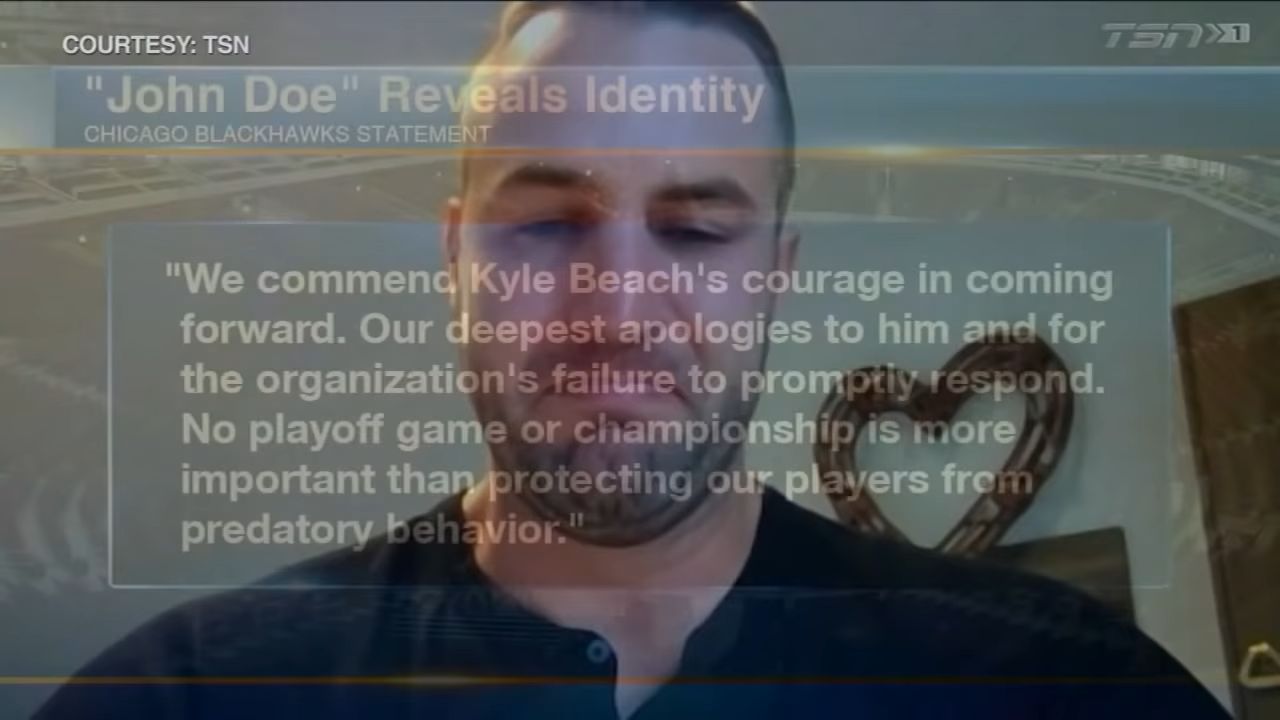 COURTESY: TSN
TSN 1
"John Doe" Reveals Identity
CHICAGO BLACKHAWKS STATEMENT
"We commend Kyle Beach's courage in coming
forward. Our deepest apologies to him and for
the organization's failure to promptly respond.
No playoff game or championship is more
important than protecting our players from
predatory behavior."